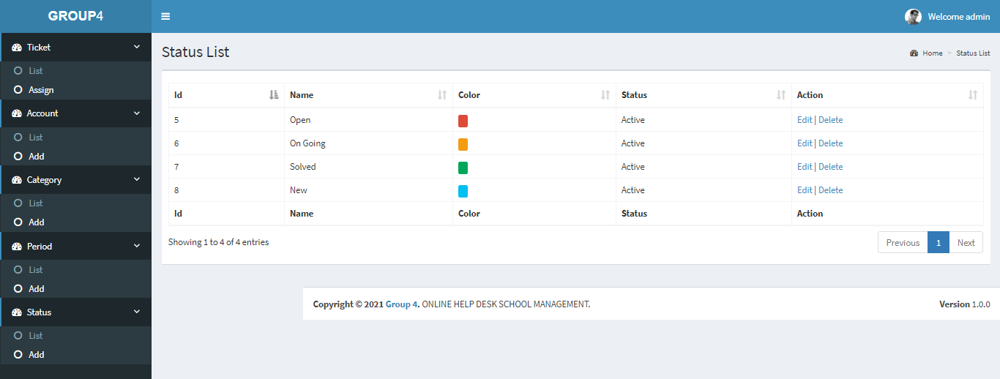 GROUP4
Welcome admin
Ticket
List
Assign
Account
List
Add
Category
List
Add
Period
List
Add
Status
List
Add
Status List
Home > Status List
Id Name Color Status Action
5 Open Active Edit | Delete
6 On Going Active Edit | Delete
7 Solved Active Edit | Delete
8 New Active Edit | Delete
Id Name Color Status Action
Showing 1 to 4 of 4 entries
Previous 1 Next
Copyright © 2021 Group 4. ONLINE HELP DESK SCHOOL MANAGEMENT.
Version 1.0.0